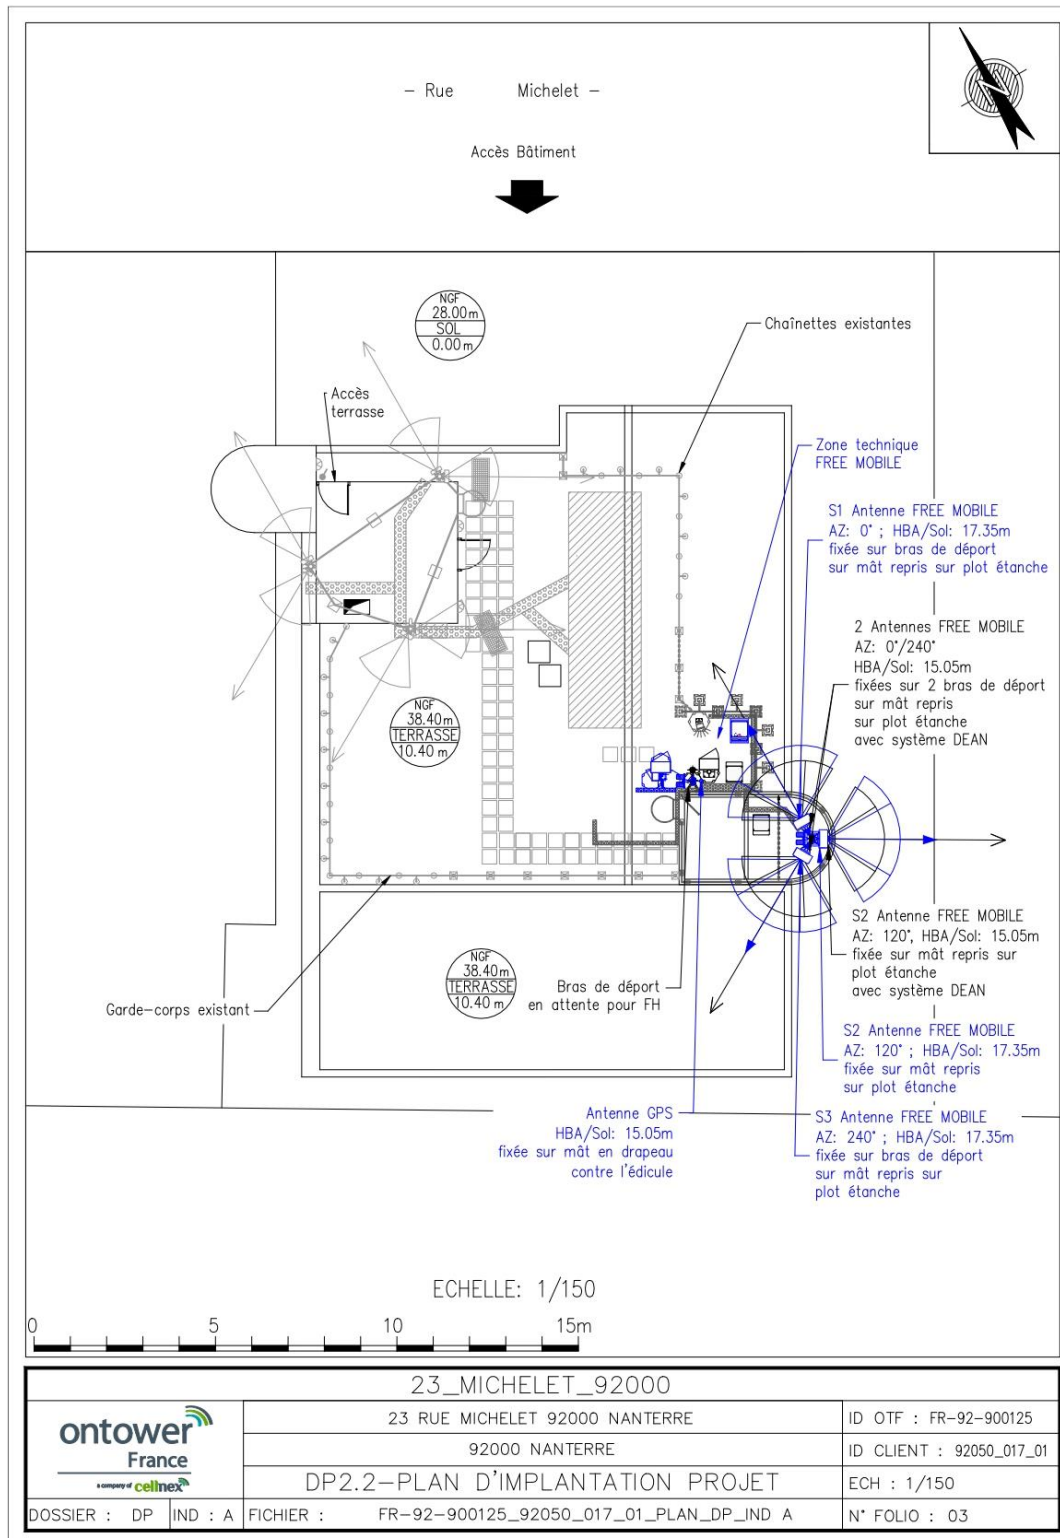 - Rue Michelet -
Accès Bâtiment
NGF
28.00m
SOL
0.00 m
Chaînettes existantes
Accès
terrasse
Zone technique
FREE MOBILE
S1 Antenne FREE MOBILE
AZ: 0° ; HBA/Sol: 17.35m
fixée sur bras de déport
sur mât repris sur plot étanche
2 Antennes FREE MOBILE
AZ: 0°/240°
HBA/Sol: 15.05m
fixées sur 2 bras de déport
sur mât repris
sur plot étanche
avec système DEAN
NGF
38.40m
TERRASSE
10.40 m
S2 Antenne FREE MOBILE
AZ: 120°, HBA/Sol: 15.05m
fixée sur mât repris sur
plot étanche
avec système DEAN
NGF
38.40m
TERRASSE
10.40 m
Bras de déport
en attente pour FH
Garde-corps existant
S2 Antenne FREE MOBILE
AZ: 120° ; HBA/Sol: 17.35m
fixée sur mât repris
sur plot étanche
Antenne GPS
HBA/Sol: 15.05m
fixée sur mât en drapeau
contre l'édicule
S3 Antenne FREE MOBILE
AZ: 240° ; HBA/Sol: 17.35m
fixée sur bras de déport
sur mât repris sur
plot étanche
ECHELLE: 1/150
0 5 10 15m
23_MICHELET_92000
ontower
France
a company of cellnex
23 RUE MICHELET 92000 NANTERRE
ID OTF : FR-92-900125
92000 NANTERRE
ID CLIENT : 92050_017_01
DP2.2-PLAN D'IMPLANTATION PROJET
ECH : 1/150
DOSSIER : DP IND : A FICHIER : FR-92-900125_92050_017_01_PLAN_DP_IND A N° FOLIO : 03